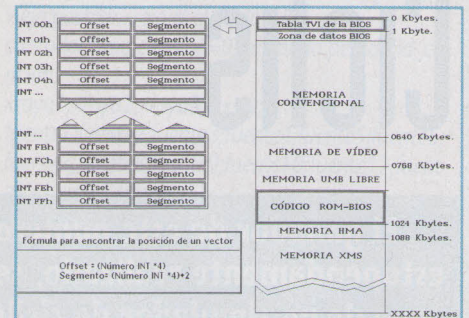 NT 00h Offset Segmento
NT 01h Offset Segmento
INT 02h Offset Segmento
INT 03h Offset Segmento
INT 04h Offset Segmento
INT ...
INT ...
INT FBh Offset Segmento
INT FCh Offset Segmento
INT FDh Offset Segmento
INT FEh Offset Segmento
INT FFh Offset Segmento
Fórmula para encontrar la posición de un vector
Offset = (Número INT *4)
Segmento= (Número INT *4)+2
0 Kbytes.
Tabla TVI de la BIOS
1 Kbyte.
Zona de datos BIOS
MEMORIA
CONVENCIONAL
0640 Kbytes.
MEMORIA DE VÍDEO
0768 Kbytes.
MEMORIA UMB LIBRE
CÓDIGO ROM-BIOS
1024 Kbytes.
MEMORIA HMA
1088 Kbytes.
MEMORIA XMS
XXXX Kbytes